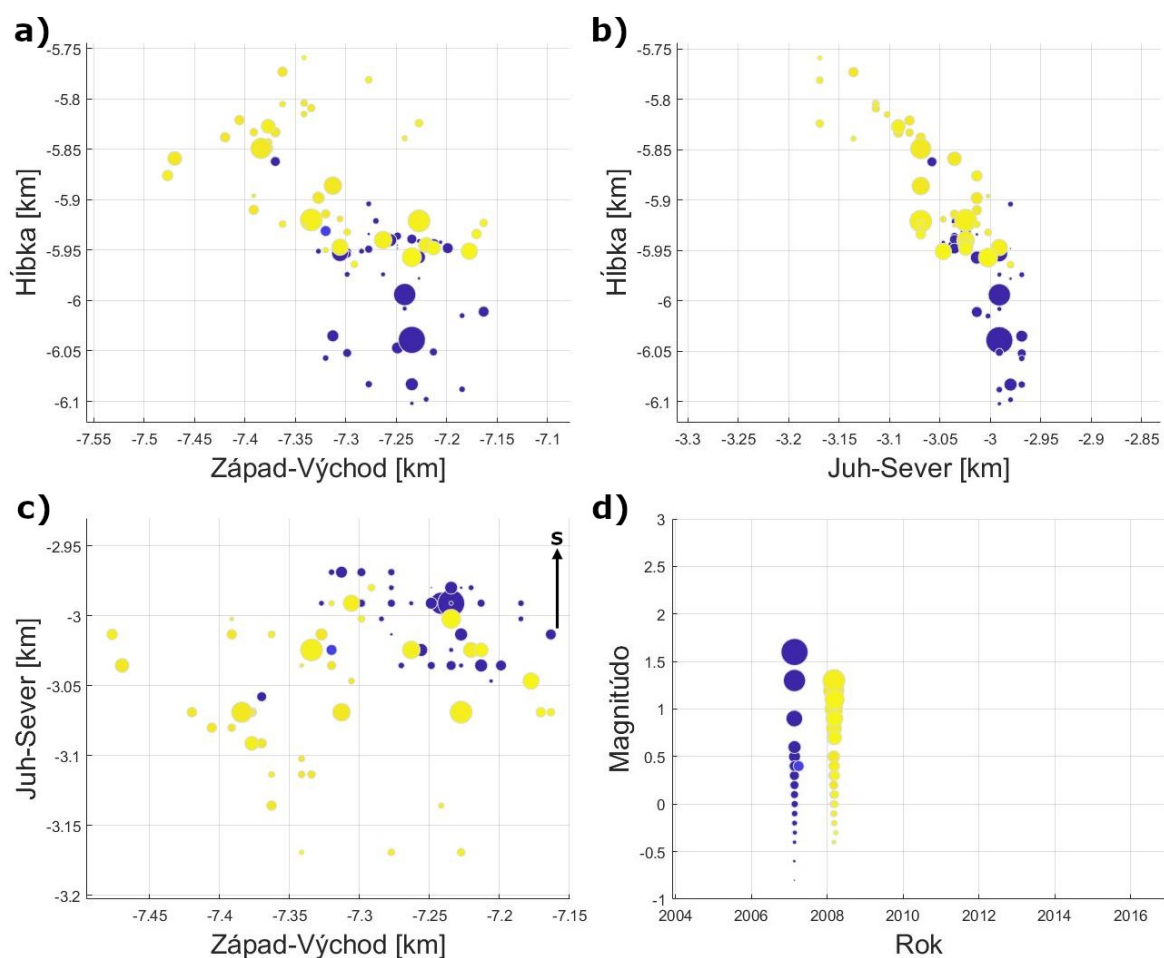 a)
-5.75
-5.8
-5.85
-5.9
-5.95
-6
-6.05
-6.1
Hĺbka [km]
-7.55 -7.5 -7.45 -7.4 -7.35 -7.3 -7.25 -7.2 -7.15 -7.1
Západ-Východ [km]
b)
-5.75
-5.8
-5.85
-5.9
-5.95
-6
-6.05
-6.1
Hĺbka [km]
-3.3 -3.25 -3.2 -3.15 -3.1 -3.05 -3 -2.95 -2.9 -2.85
Juh-Sever [km]
c)
S
-2.95
-3
-3.05
-3.1
-3.15
-3.2
Juh-Sever [km]
-7.45 -7.4 -7.35 -7.3 -7.25 -7.2 -7.15
Západ-Východ [km]
d)
3
2.5
2
1.5
1
0.5
0
-0.5
-1
Magnitúdo
2004 2006 2008 2010 2012 2014 2016
Rok